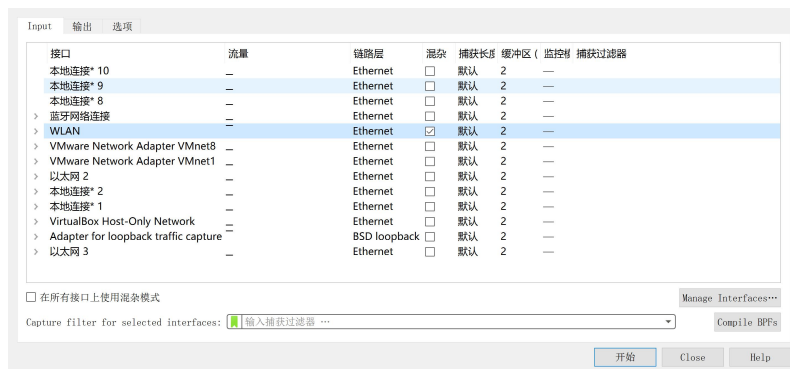 Input 输出 选项
接口 流量 链路层 混杂 捕获长度 缓冲区 ( 监控模 捕获过滤器
本地连接* 10 — Ethernet 默认 2 —
本地连接* 9 — Ethernet 默认 2 —
本地连接* 8 — Ethernet 默认 2 —
蓝牙网络连接 — Ethernet 默认 2 —
WLAN Ethernet 默认 2 —
VMware Network Adapter VMnet8 — Ethernet 默认 2 —
VMware Network Adapter VMnet1 — Ethernet 默认 2 —
以太网 2 — Ethernet 默认 2 —
本地连接* 2 — Ethernet 默认 2 —
本地连接* 1 — Ethernet 默认 2 —
VirtualBox Host-Only Network — Ethernet 默认 2 —
Adapter for loopback traffic capture BSD loopback 默认 2 —
以太网 3 — Ethernet 默认 2 —
在所有接口上使用混杂模式 Manage Interfaces…
Capture filter for selected interfaces: 输入捕获过滤器 … Compile BPFs
开始 Close Help